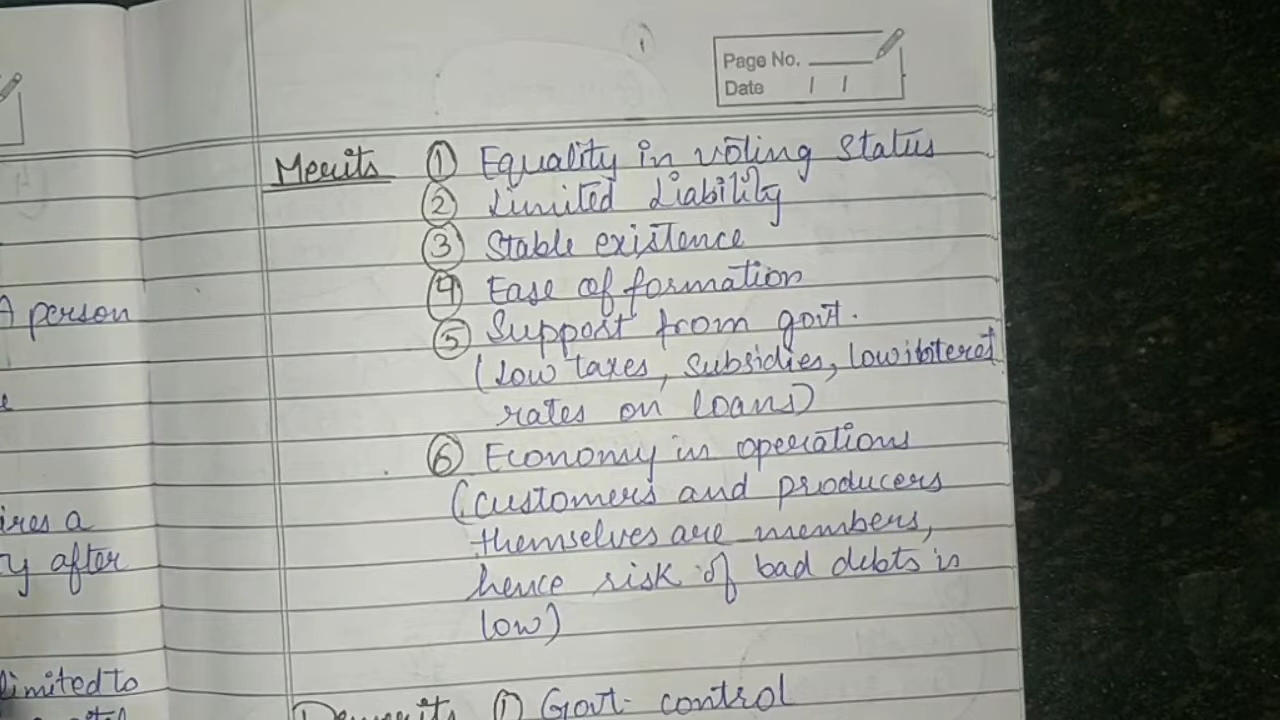 Page No.
Date / /
Merits ① Equality in voting status
② Limited Liability
③ Stable existence
④ Ease of formation
⑤ Support from govt.
(Low taxes, subsidies, low interest
rates on loans)
⑥ Economy in operations
(customers and producers
themselves are members,
hence risk of bad debts is
low)
Demerits ① Govt. control
A person
ires a
y after
limited to